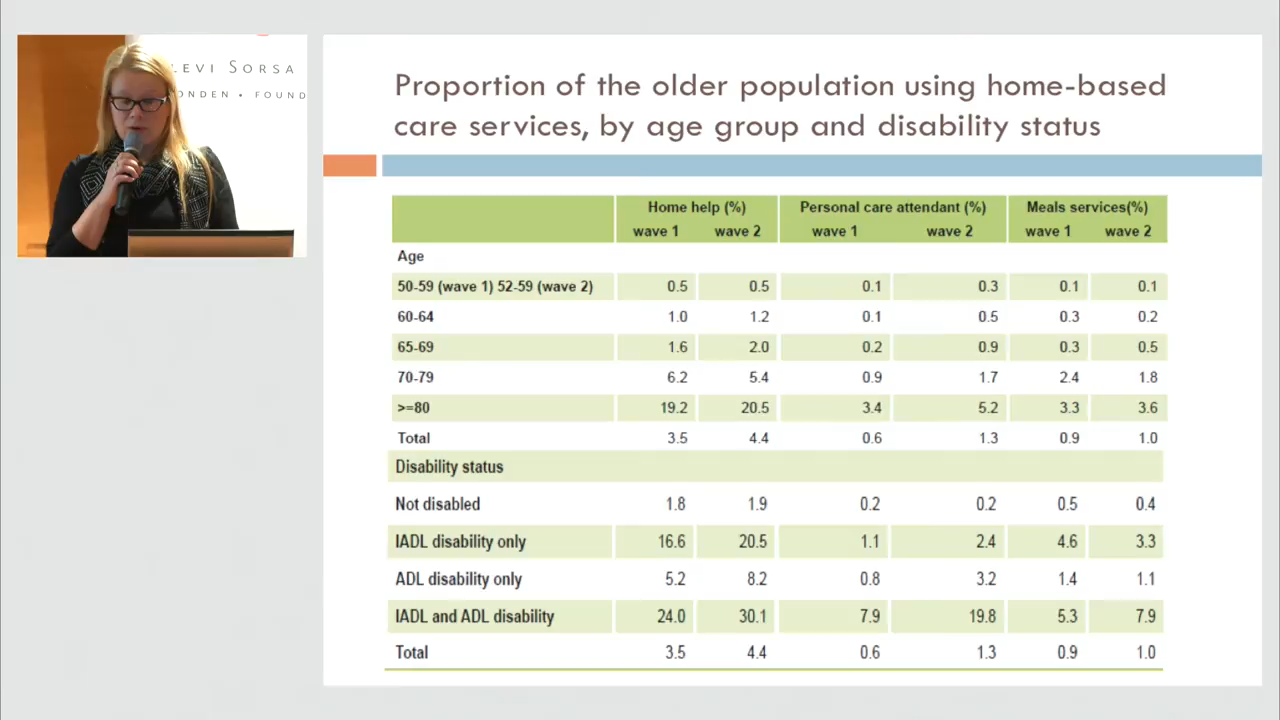 LEVI SORSA
ONDEN • FOUND
Proportion of the older population using home-based
care services, by age group and disability status
Home help (%) Personal care attendant (%) Meals services(%)
wave 1 wave 2 wave 1 wave 2 wave 1 wave 2
Age
50-59 (wave 1) 52-59 (wave 2) 0.5 0.5 0.1 0.3 0.1 0.1
60-64 1.0 1.2 0.1 0.5 0.3 0.2
65-69 1.6 2.0 0.2 0.9 0.3 0.5
70-79 6.2 5.4 0.9 1.7 2.4 1.8
>=80 19.2 20.5 3.4 5.2 3.3 3.6
Total 3.5 4.4 0.6 1.3 0.9 1.0
Disability status
Not disabled 1.8 1.9 0.2 0.2 0.5 0.4
IADL disability only 16.6 20.5 1.1 2.4 4.6 3.3
ADL disability only 5.2 8.2 0.8 3.2 1.4 1.1
IADL and ADL disability 24.0 30.1 7.9 19.8 5.3 7.9
Total 3.5 4.4 0.6 1.3 0.9 1.0